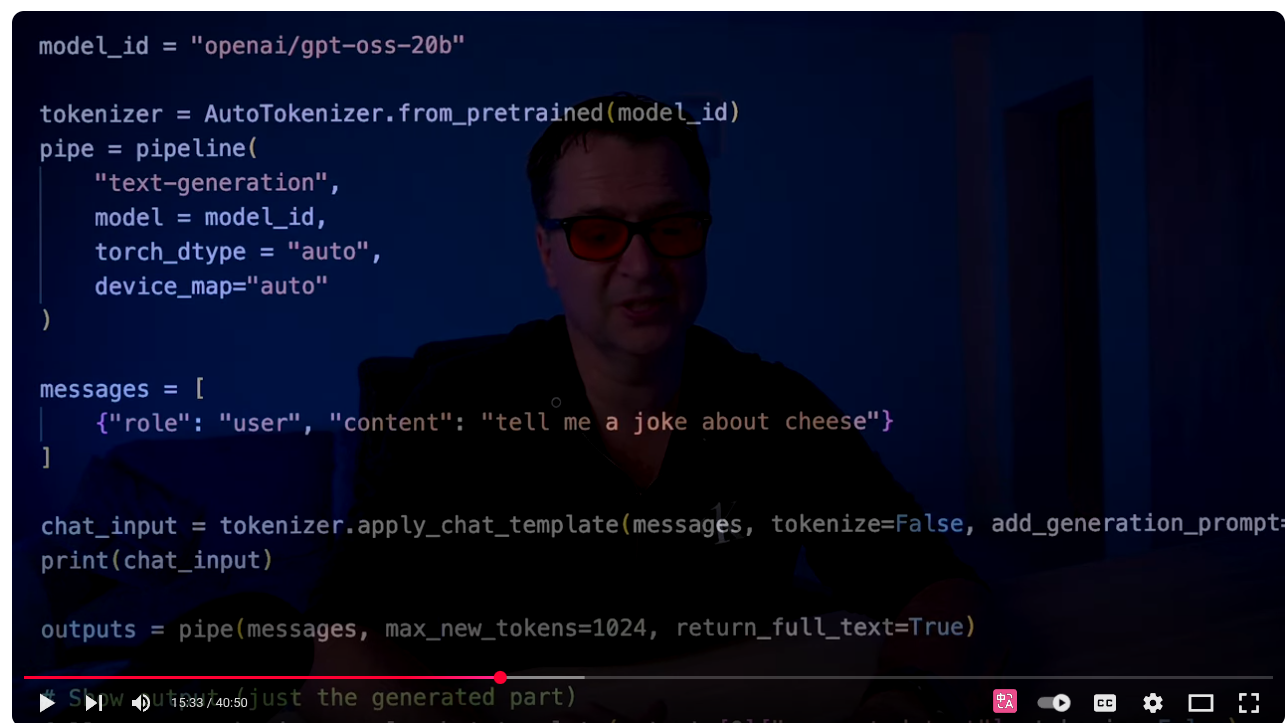 model_id = "openai/gpt-oss-20b"
tokenizer = AutoTokenizer.from_pretrained(model_id)
pipe = pipeline(
"text-generation",
model = model_id,
torch_dtype = "auto",
device_map="auto"
)
messages = [
{"role": "user", "content": "tell me a joke about cheese"}
]
chat_input = tokenizer.apply_chat_template(messages, tokenize=False, add_generation_prompt=
print(chat_input)
outputs = pipe(messages, max_new_tokens=1024, return_full_text=True)
# Show output (just the generated part)
15:33 / 40:50
CC